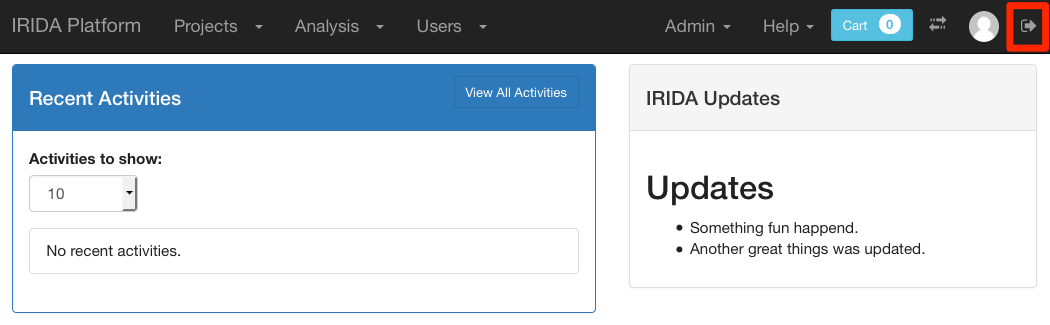 IRIDA Platform Projects Analysis Users Admin Help Cart 0
Recent Activities View All Activities
Activities to show:
10
No recent activities.
IRIDA Updates
Updates
Something fun happend.
Another great things was updated.